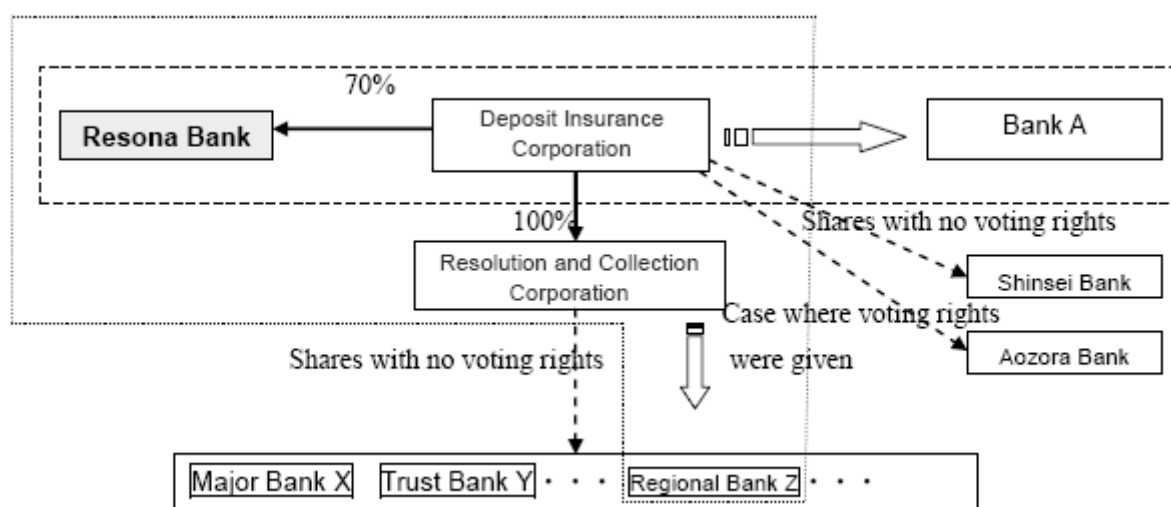 70%
Resona Bank
Deposit Insurance
Corporation
Bank A
100%
Shares with no voting rights
Resolution and Collection
Corporation
Shinsei Bank
Case where voting rights
were given
Shares with no voting rights
Aozora Bank
Major Bank X
Trust Bank Y ・ ・ ・
Regional Bank Z ・ ・ ・